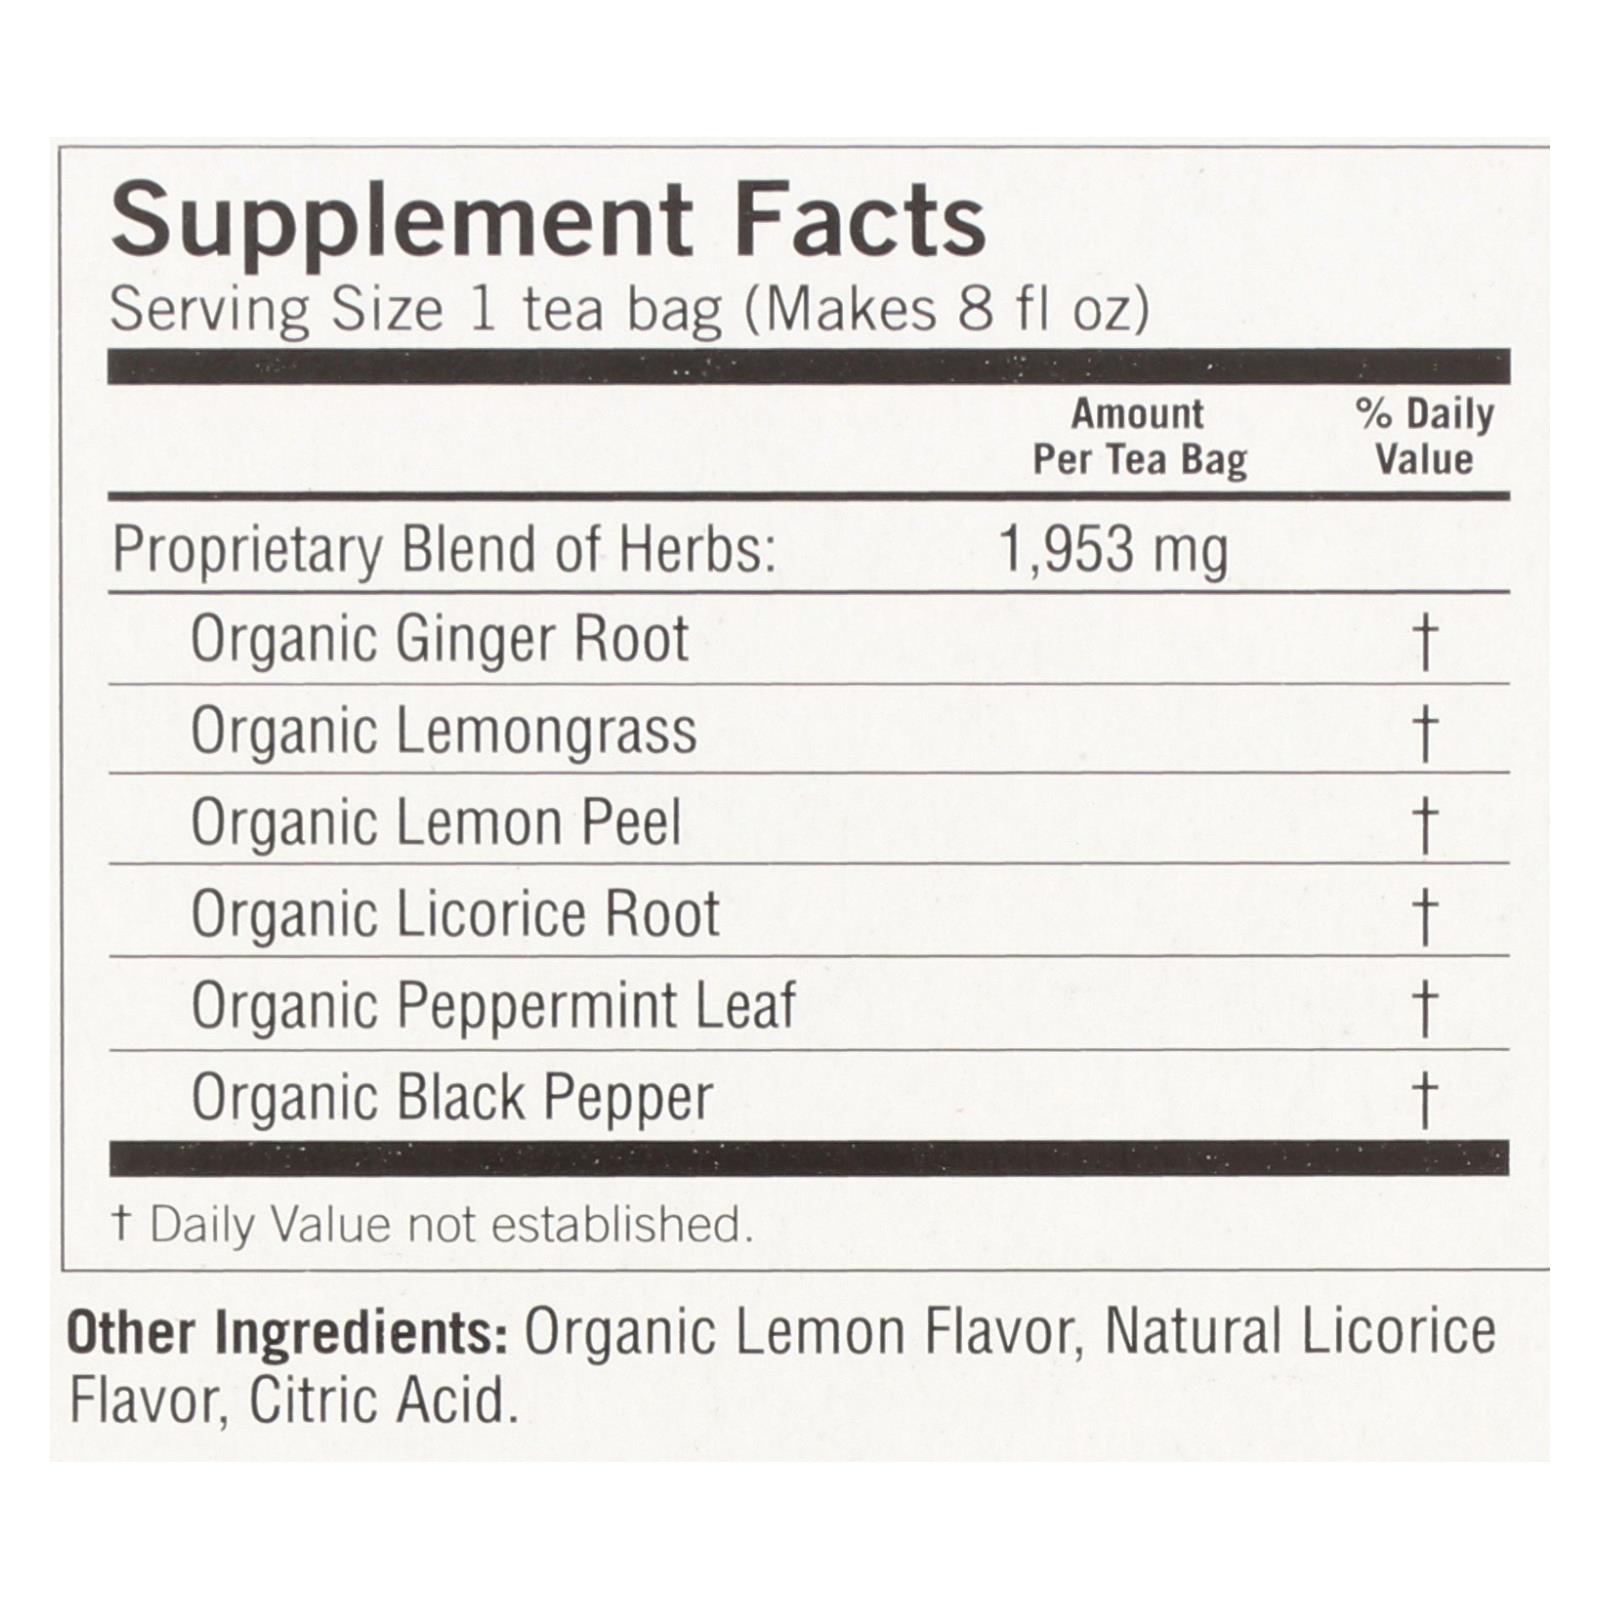 Supplement Facts
Serving Size 1 tea bag (Makes 8 fl oz)
Amount Per Tea Bag % Daily Value
Proprietary Blend of Herbs: 1,953 mg
Organic Ginger Root †
Organic Lemongrass †
Organic Lemon Peel †
Organic Licorice Root †
Organic Peppermint Leaf †
Organic Black Pepper †
† Daily Value not established.
Other Ingredients: Organic Lemon Flavor, Natural Licorice
Flavor, Citric Acid.